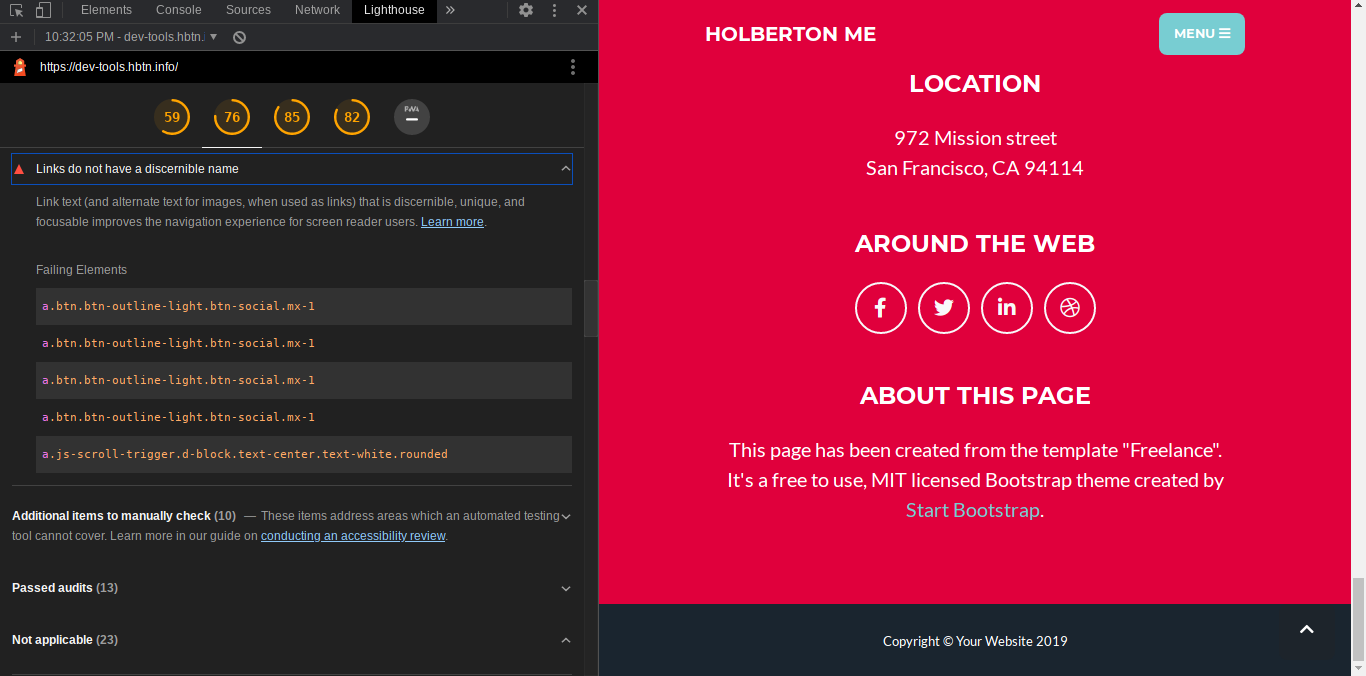 Elements Console Sources Network Lighthouse
10:32:05 PM - dev-tools.hbtn.
https://dev-tools.hbtn.info/
59 76 85 82 PWA
Links do not have a discernible name
Link text (and alternate text for images, when used as links) that is discernible, unique, and
focusable improves the navigation experience for screen reader users. Learn more.
Failing Elements
a.btn.btn-outline-light.btn-social.mx-1
a.btn.btn-outline-light.btn-social.mx-1
a.btn.btn-outline-light.btn-social.mx-1
a.btn.btn-outline-light.btn-social.mx-1
a.js-scroll-trigger.d-block.text-center.text-white.rounded
Additional items to manually check (10) — These items address areas which an automated testing
tool cannot cover. Learn more in our guide on conducting an accessibility review.
Passed audits (13)
Not applicable (23)
HOLBERTON ME
MENU
LOCATION
972 Mission street
San Francisco, CA 94114
AROUND THE WEB
ABOUT THIS PAGE
This page has been created from the template "Freelance".
It's a free to use, MIT licensed Bootstrap theme created by
Start Bootstrap.
Copyright © Your Website 2019